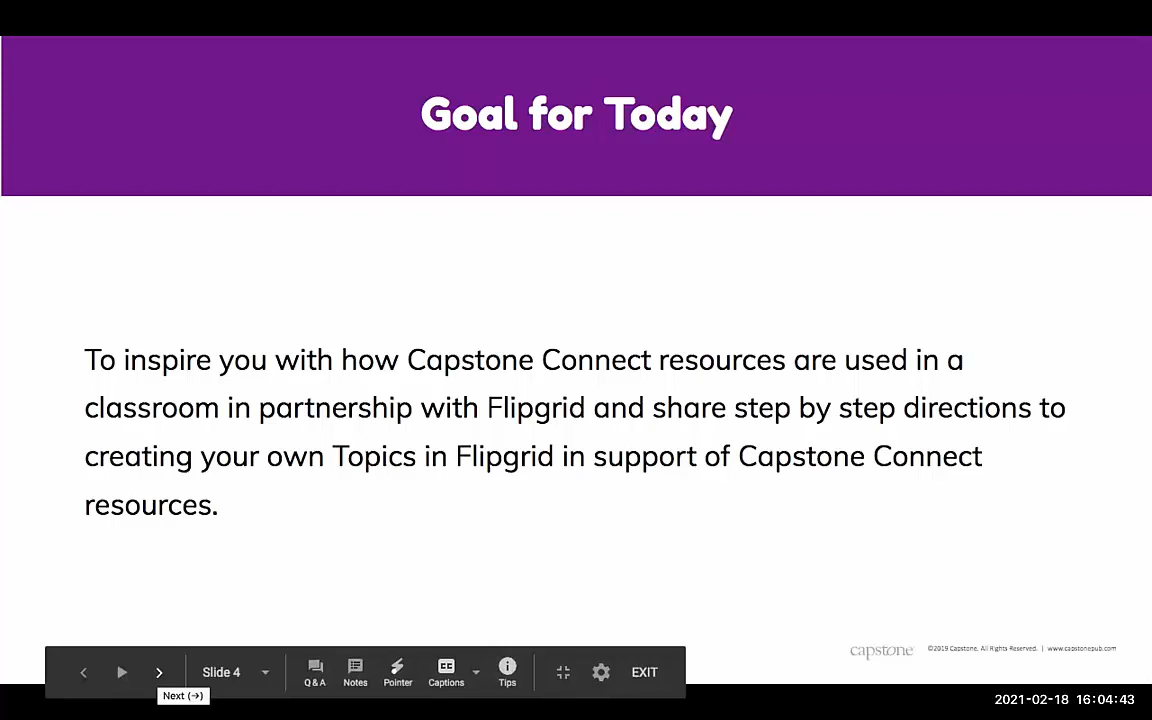 Goal for Today
To inspire you with how Capstone Connect resources are used in a
classroom in partnership with Flipgrid and share step by step directions to
creating your own Topics in Flipgrid in support of Capstone Connect
resources.
capstone ©2019 Capstone. All Rights Reserved. | www.capstonepub.com
Slide 4 Q&A Notes Pointer CC Captions Tips EXIT
Next (→)
2021-02-18 16:04:43